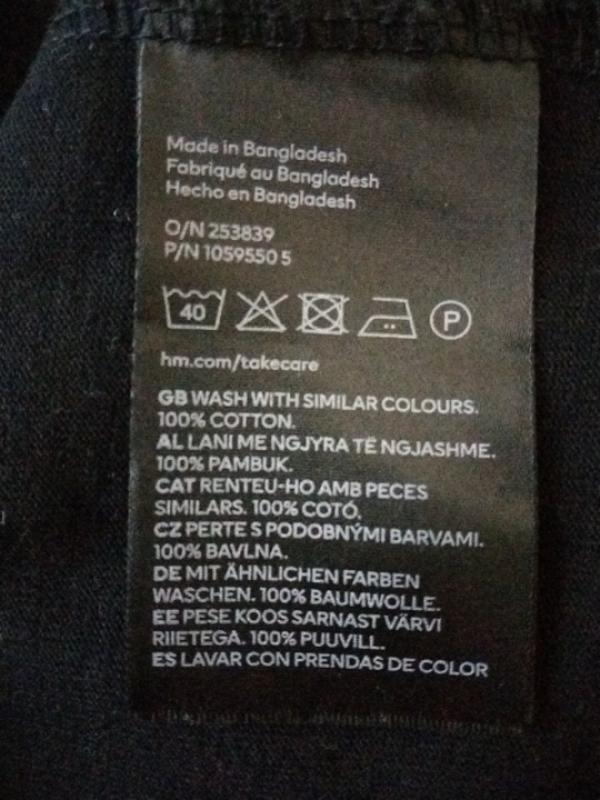 Made in Bangladesh
Fabriqué au Bangladesh
Hecho en Bangladesh
O/N 253839
P/N 1059550 5
40
P
hm.com/takecare
GB WASH WITH SIMILAR COLOURS.
100% COTTON.
AL LANI ME NGJYRA TË NGJASHME.
100% PAMBUK.
CAT RENTEU-HO AMB PECES
SIMILARS. 100% COTÓ.
CZ PERTE S PODOBNÝMI BARVAMI.
100% BAVLNA.
DE MIT ÄHNLICHEN FARBEN
WASCHEN. 100% BAUMWOLLE.
EE PESE KOOS SARNAST VÄRVI
RIIETEGA. 100% PUUVILL.
ES LAVAR CON PRENDAS DE COLOR